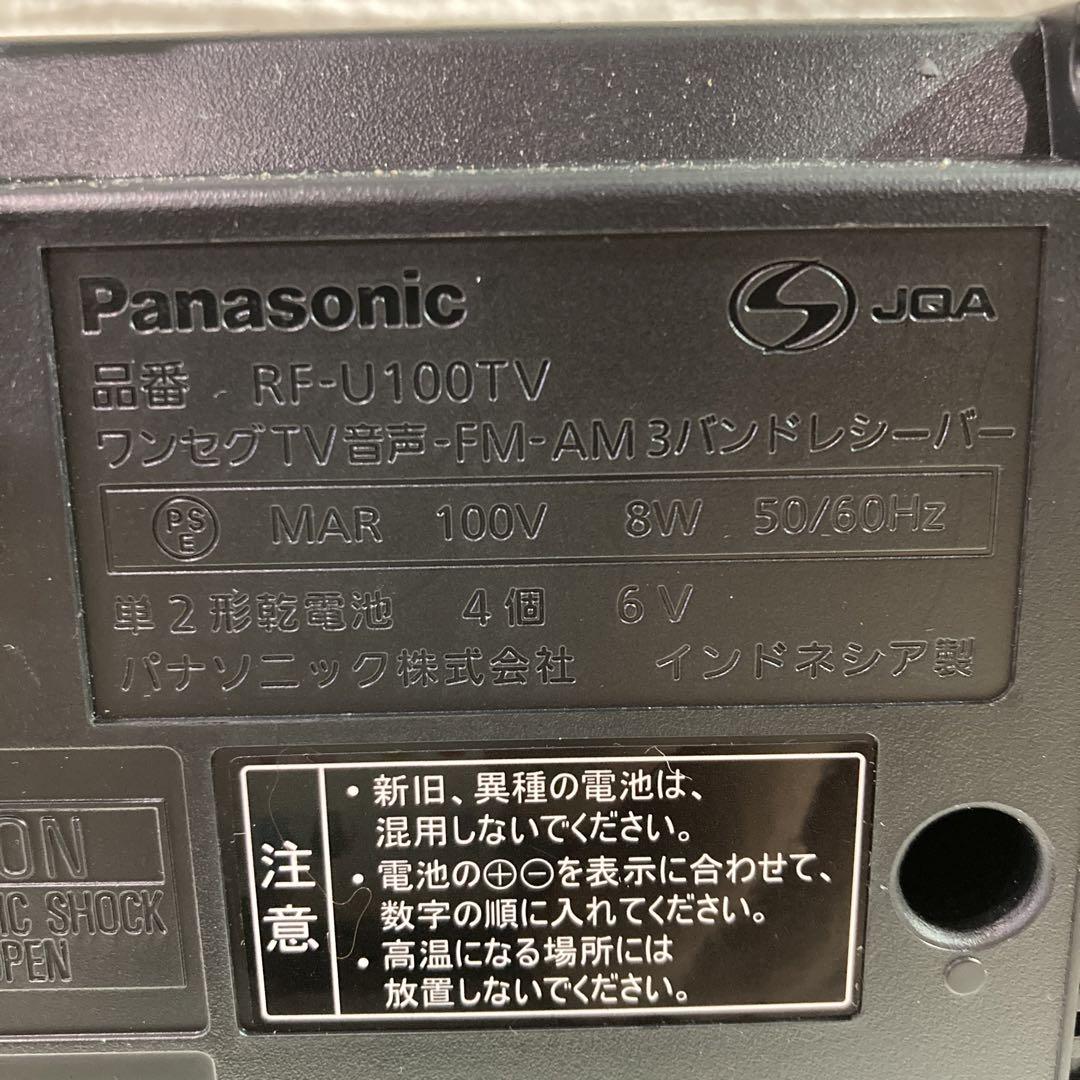 Panasonic
JQA
品番 RF-U100TV
ワンセグTV音声-FM-AM 3バンドレシーバー
PSE MAR 100V 8W 50/60Hz
単2形乾電池 4個 6V
パナソニック株式会社 インドネシア製
ON
IC SHOCK
OPEN
注意
・新旧、異種の電池は、
混用しないでください。
・電池の⊕⊖を表示に合わせて、
数字の順に入れてください。
・高温になる場所には
放置しないでください。